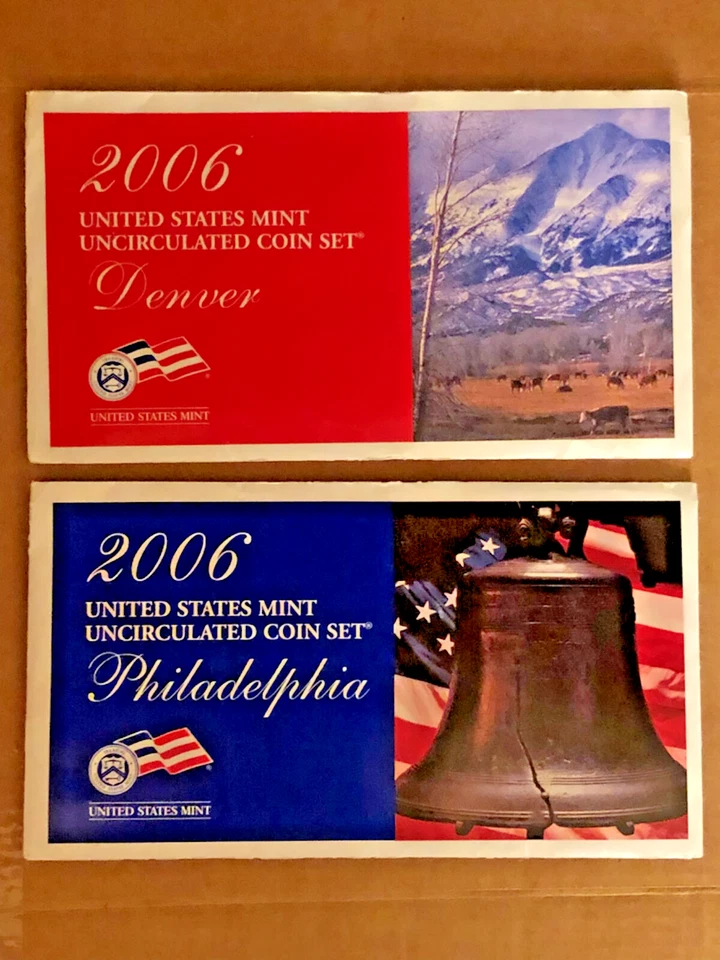 2006
UNITED STATES MINT
UNCIRCULATED COIN SET®
Denver
UNITED STATES MINT
2006
UNITED STATES MINT
UNCIRCULATED COIN SET®
Philadelphia
UNITED STATES MINT